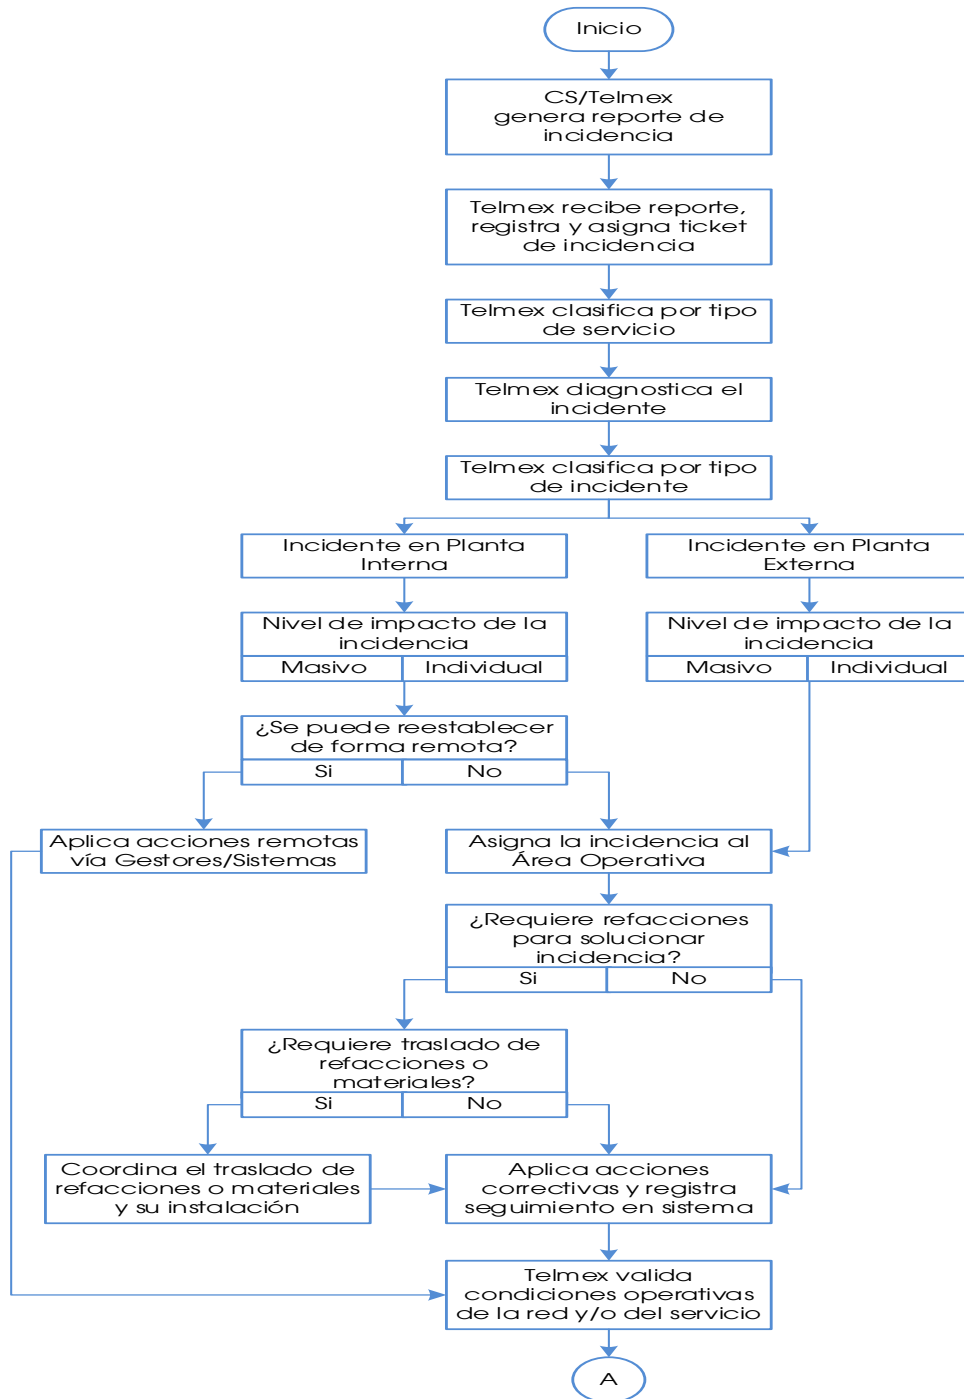 Inicio
CS/Telmex
genera reporte de
incidencia
Telmex recibe reporte,
registra y asigna ticket
de incidencia
Telmex clasifica por tipo
de servicio
Telmex diagnostica el
incidente
Telmex clasifica por tipo
de incidente
Incidente en Planta
Interna
Incidente en Planta
Externa
Nivel de impacto de la
incidencia
Masivo
Individual
Nivel de impacto de la
incidencia
Masivo
Individual
¿Se puede reestablecer
de forma remota?
Si
No
Aplica acciones remotas
vía Gestores/Sistemas
Asigna la incidencia al
Área Operativa
¿Requiere refacciones
para solucionar
incidencia?
Si
No
¿Requiere traslado de
refacciones o
materiales?
Si
No
Coordina el traslado de
refacciones o materiales
y su instalación
Aplica acciones
correctivas y registra
seguimiento en sistema
Telmex valida
condiciones operativas
de la red y/o del servicio
A